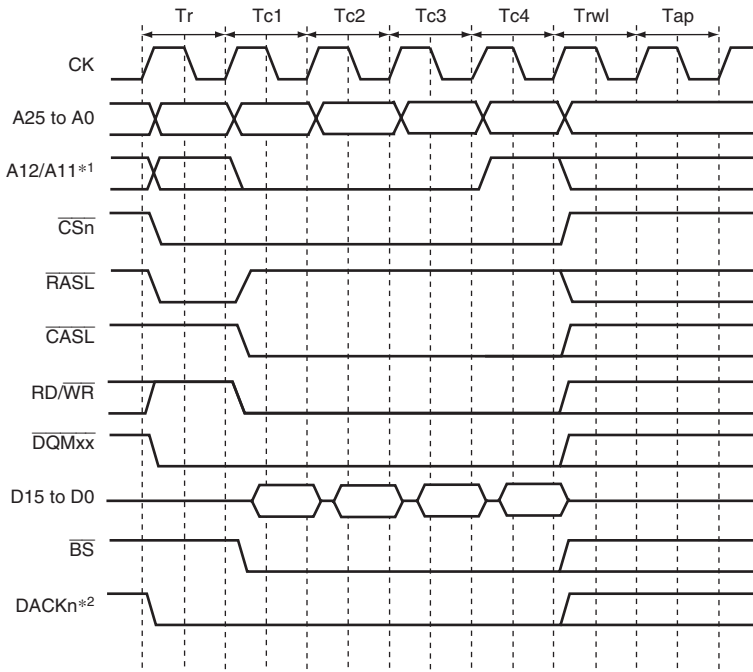 Tr Tc1 Tc2 Tc3 Tc4 Trwl Tap
CK
A25 to A0
A12/A11*1
CSn
RASL
CASL
RD/WR
DQMxx
D15 to D0
BS
DACKn*2